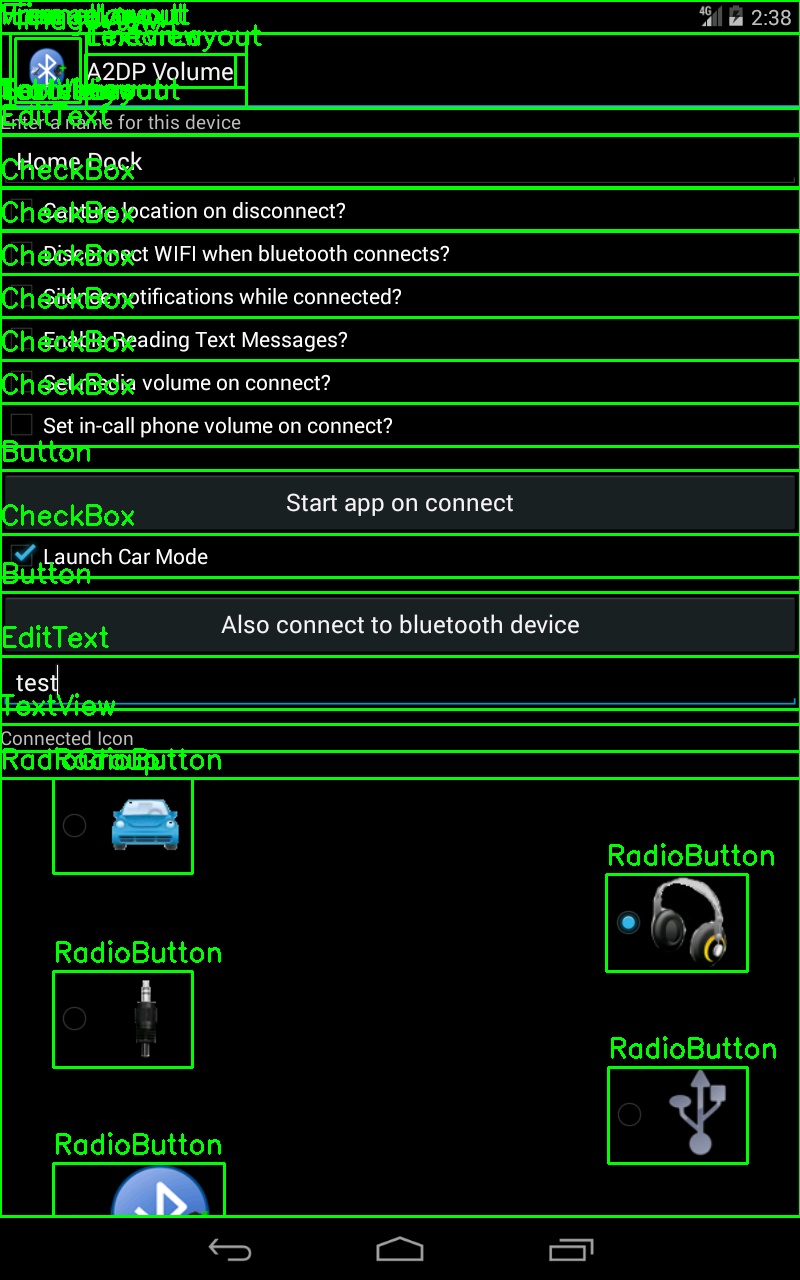 4G 2:38
TextView
A2DP Volume
EditText
Enter a name for this device
Home Dock
CheckBox
Capture location on disconnect?
CheckBox
Disconnect WIFI when bluetooth connects?
CheckBox
Silence notifications while connected?
CheckBox
Enable Reading Text Messages?
CheckBox
Set media volume on connect?
CheckBox
Set in-call phone volume on connect?
Button
Start app on connect
CheckBox
Launch Car Mode
Button
Also connect to bluetooth device
EditText
test
TextView
Connected Icon
RadioGroup
RadioButton
RadioButton
RadioButton
RadioButton
RadioButton